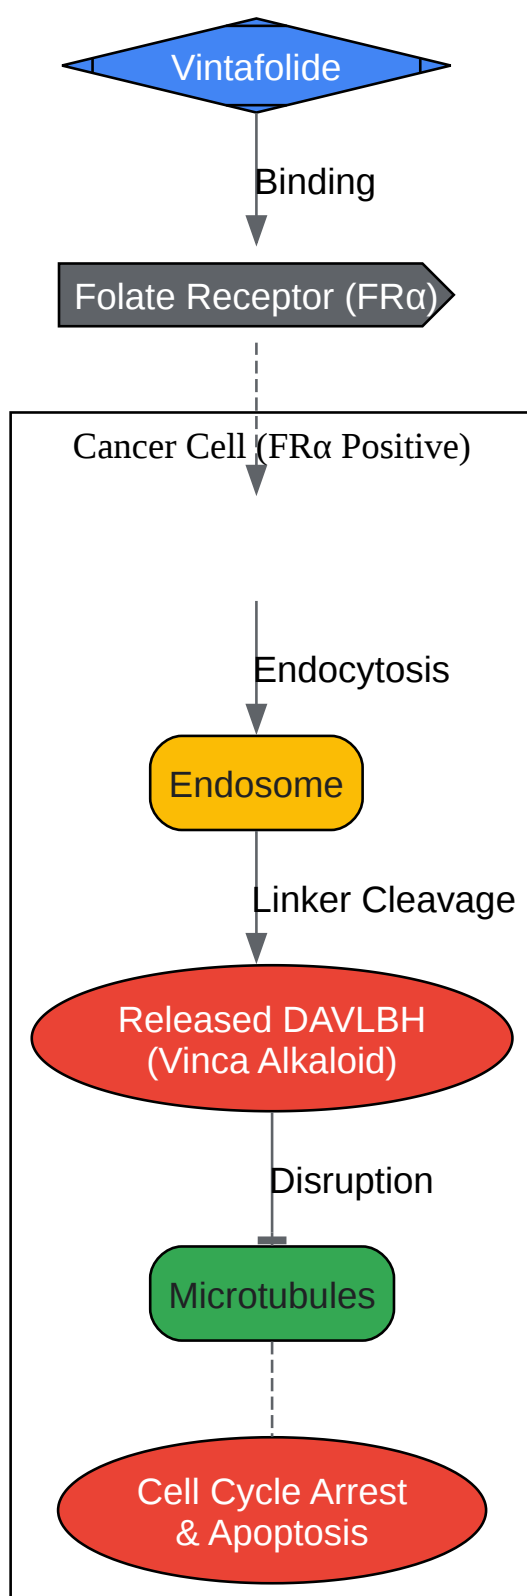 Vintafolide
Binding
Folate Receptor (FRα)
Cancer Cell (FRα Positive)
Endocytosis
Endosome
Linker Cleavage
Released DAVLBH
(Vinca Alkaloid)
Disruption
Microtubules
Cell Cycle Arrest
& Apoptosis